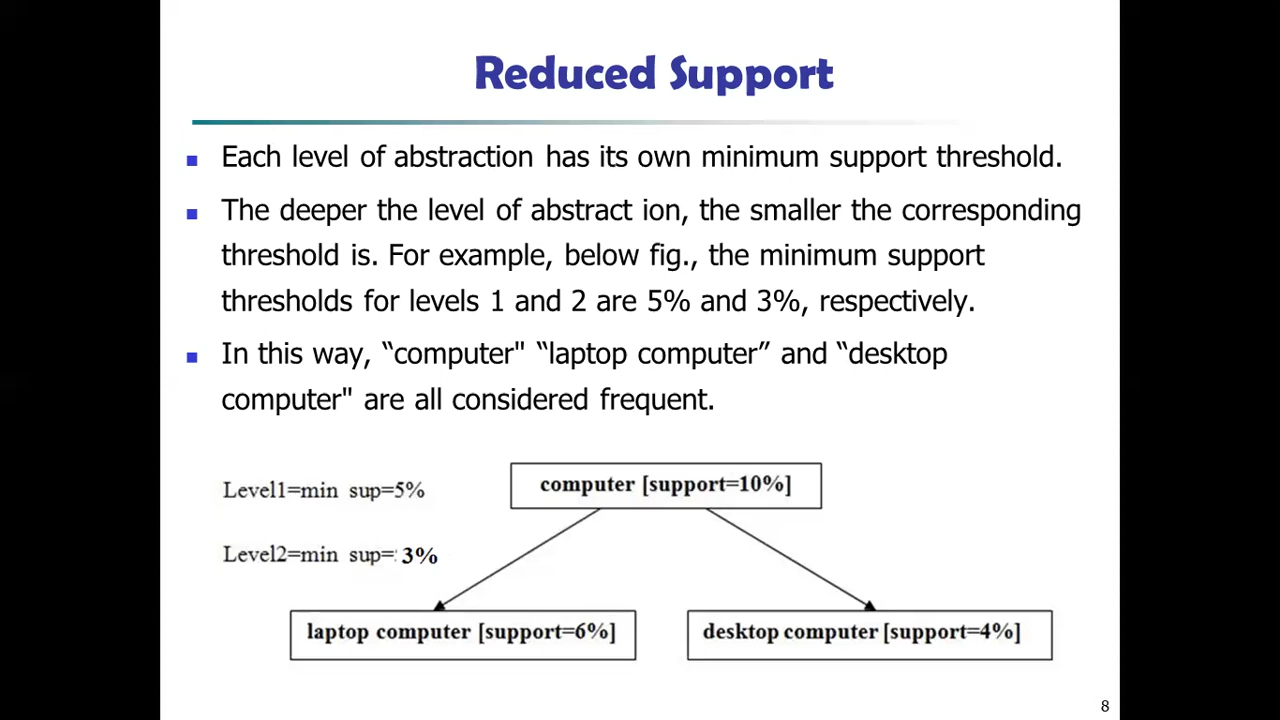 Reduced Support
Each level of abstraction has its own minimum support threshold.
The deeper the level of abstract ion, the smaller the corresponding
threshold is. For example, below fig., the minimum support
thresholds for levels 1 and 2 are 5% and 3%, respectively.
In this way, “computer" “laptop computer” and “desktop
computer" are all considered frequent.
Level1=min sup=5%
computer [support=10%]
Level2=min sup= 3%
laptop computer [support=6%]
desktop computer [support=4%]
8